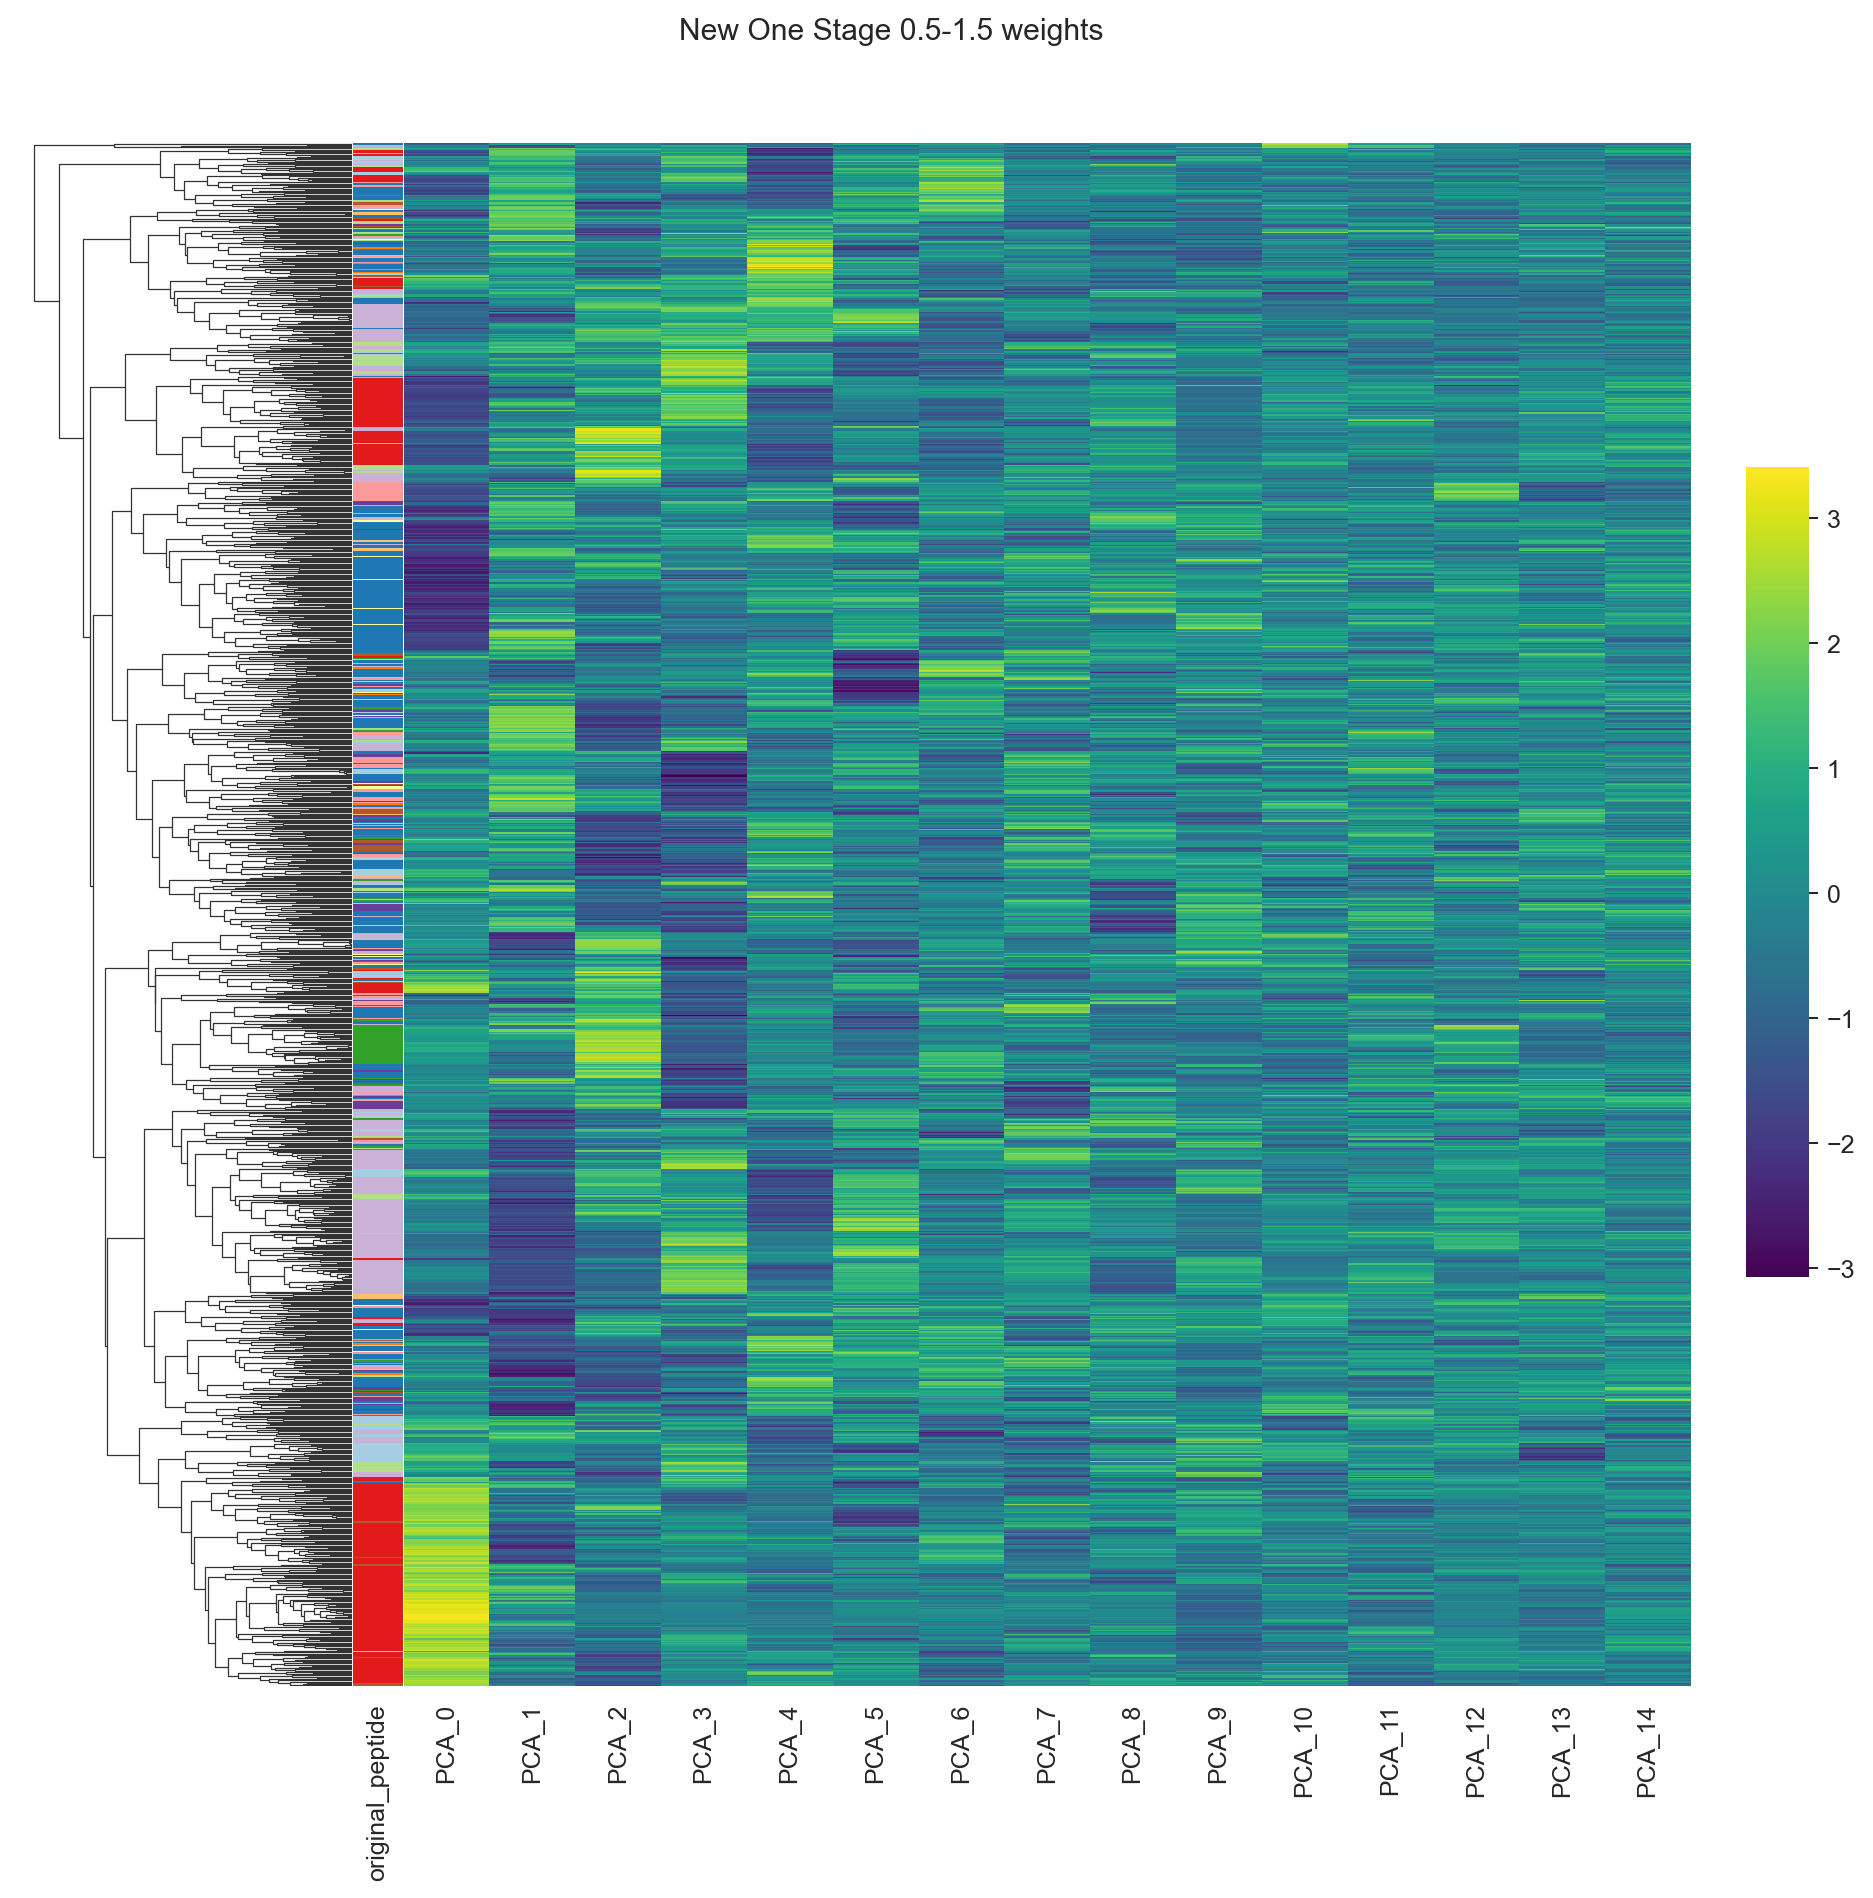 New One Stage 0.5-1.5 weights
3
2
1
0
−1
−2
−3
original_peptide
PCA_0
PCA_1
PCA_2
PCA_3
PCA_4
PCA_5
PCA_6
PCA_7
PCA_8
PCA_9
PCA_10
PCA_11
PCA_12
PCA_13
PCA_14